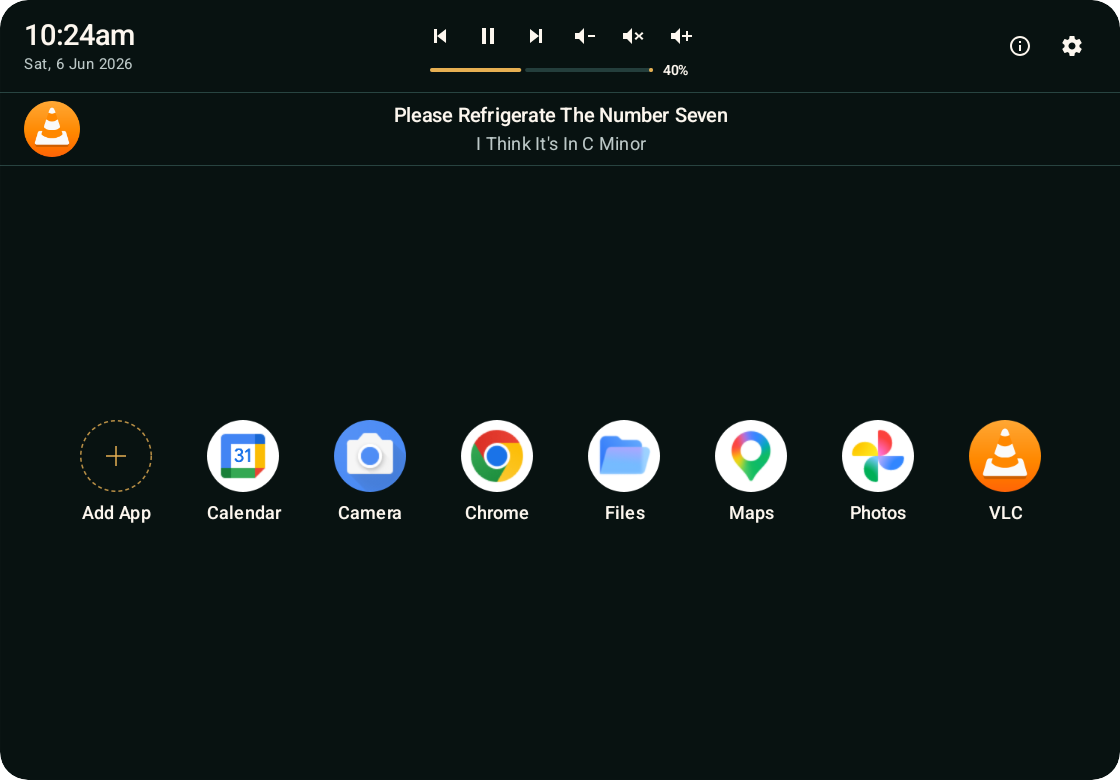 10:24am
Sat, 6 Jun 2026
40%
Please Refrigerate The Number Seven
I Think It's In C Minor
31
Add App
Calendar
Camera
Chrome
Files
Maps
Photos
VLC